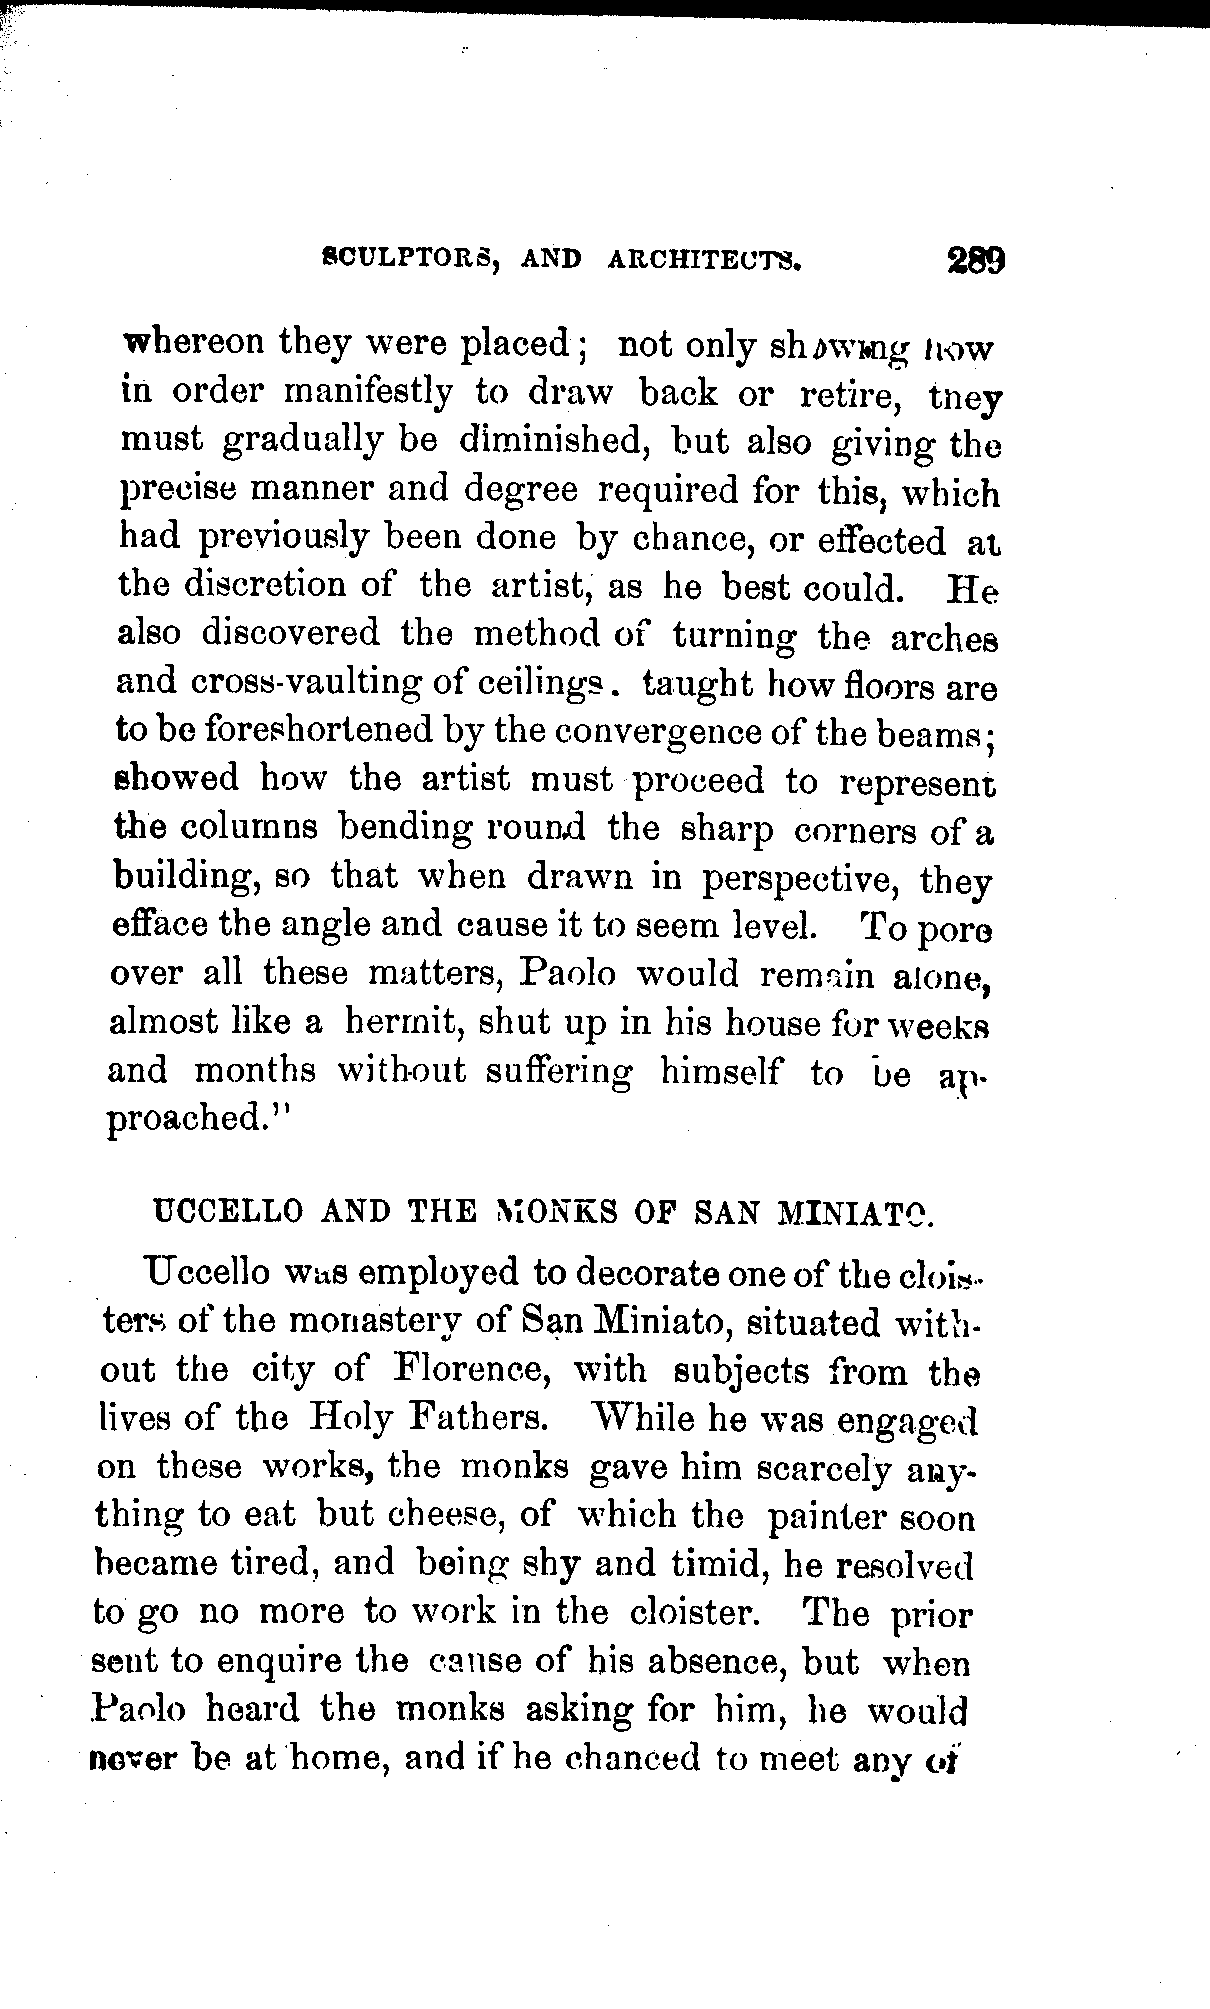 SCULPTORS, AND ARCHITECTS. 289
whereon they were placed; not only showing how
in order manifestly to draw back or retire, they
must gradually be diminished, but also giving the
precise manner and degree required for this, which
had previously been done by chance, or effected at
the discretion of the artist, as he best could. He
also discovered the method of turning the arches
and cross-vaulting of ceilings. taught how floors are
to be foreshortened by the convergence of the beams;
showed how the artist must proceed to represent
the columns bending round the sharp corners of a
building, so that when drawn in perspective, they
efface the angle and cause it to seem level. To pore
over all these matters, Paolo would remain alone,
almost like a hermit, shut up in his house for weeks
and months without suffering himself to be ap-
proached."
UCCELLO AND THE MONKS OF SAN MINIATO.
Uccello was employed to decorate one of the clois-
ters of the monastery of San Miniato, situated with-
out the city of Florence, with subjects from the
lives of the Holy Fathers. While he was engaged
on these works, the monks gave him scarcely any-
thing to eat but cheese, of which the painter soon
became tired, and being shy and timid, he resolved
to go no more to work in the cloister. The prior
sent to enquire the cause of his absence, but when
Paolo heard the monks asking for him, he would
never be at home, and if he chanced to meet any of